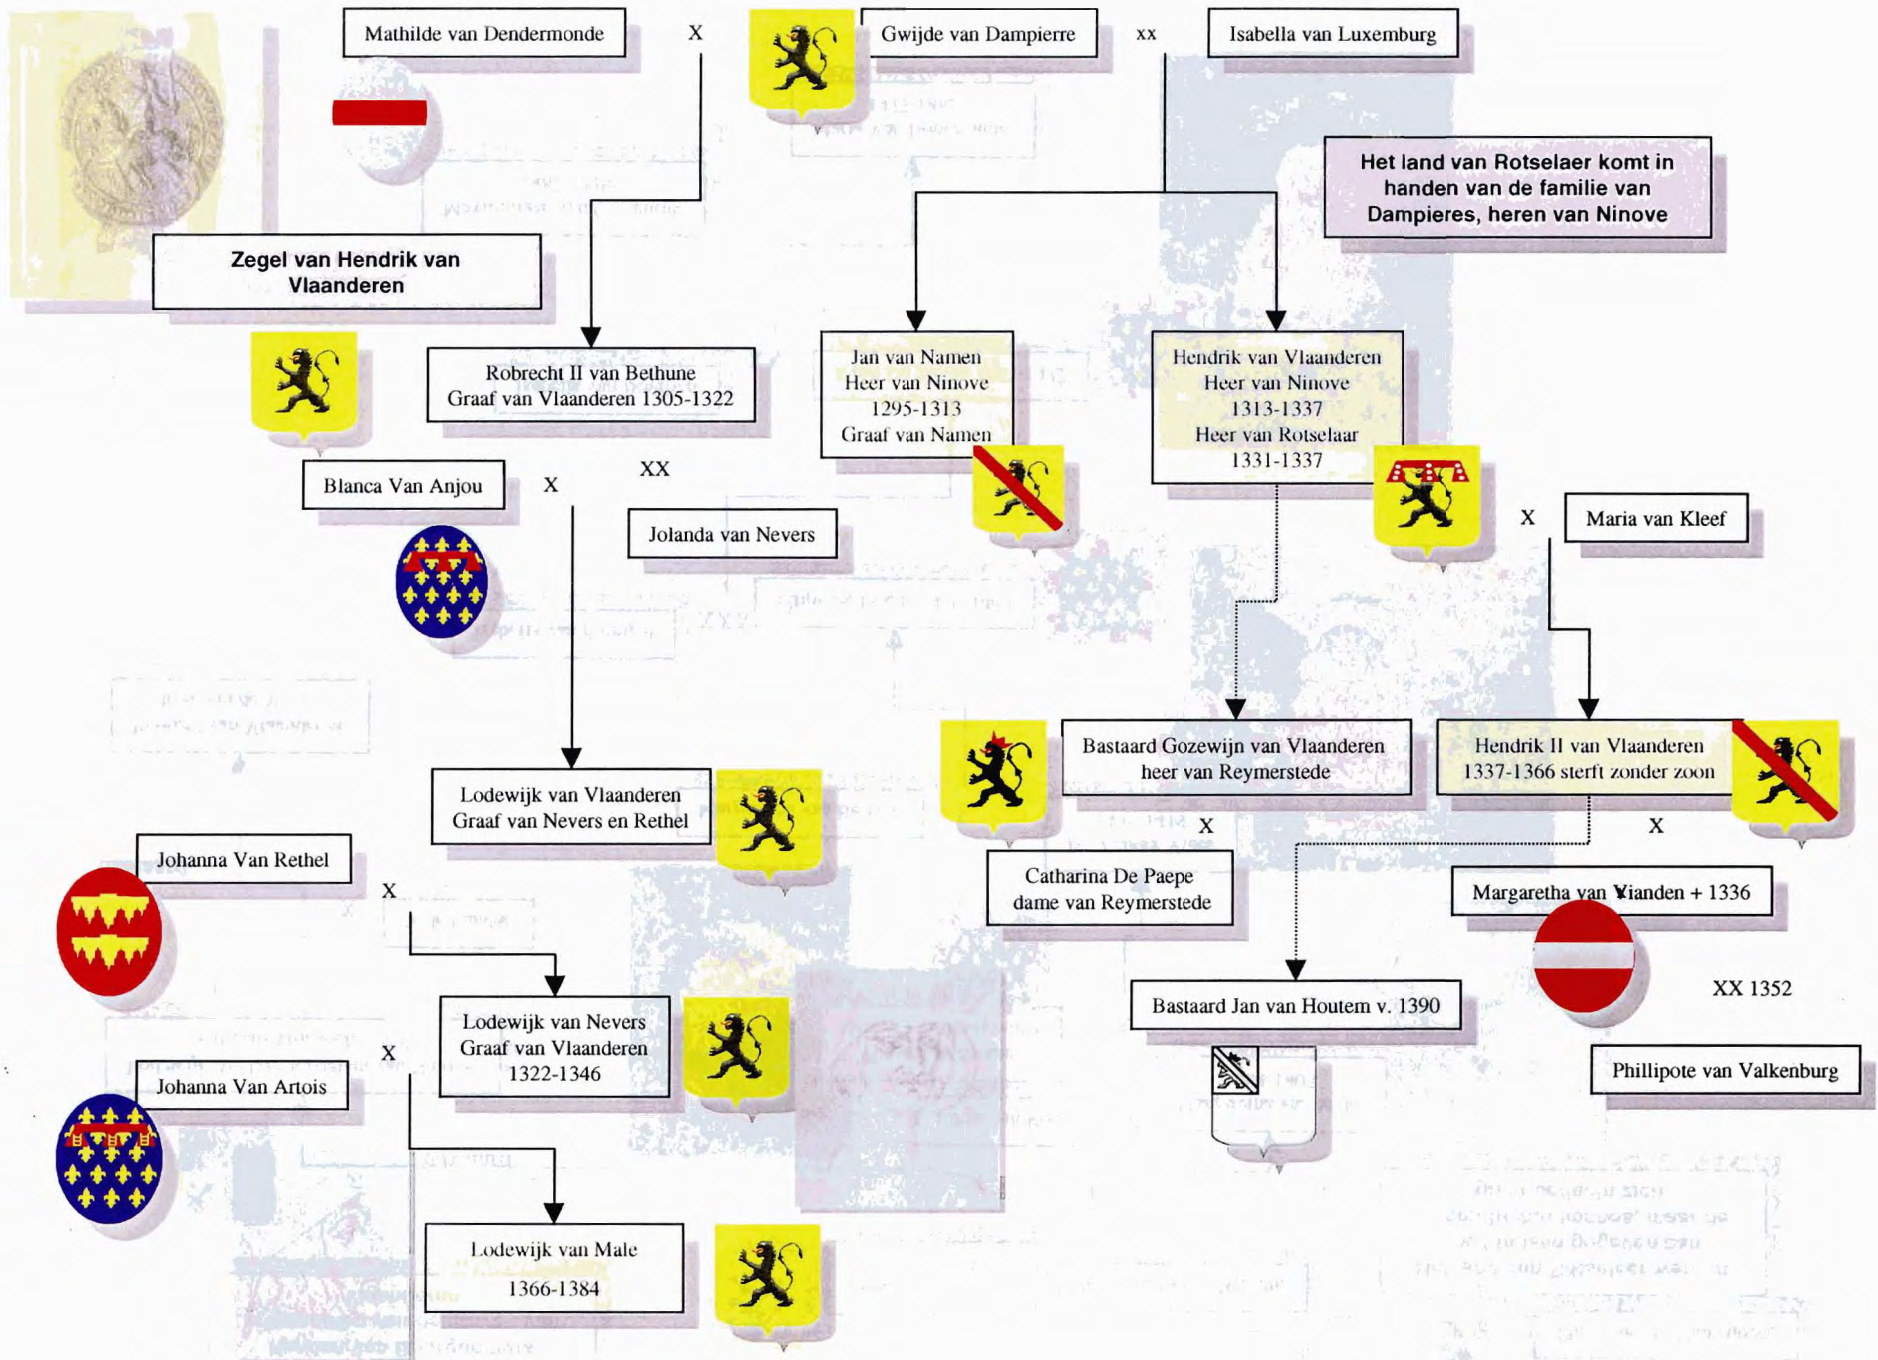 Mathilde van Dendermonde
X
Gwijde van Dampierre
xx
Isabella van Luxemburg
Het land van Rotselaer komt in
handen van de familie van
Dampieres, heren van Ninove
Zegel van Hendrik van
Vlaanderen
Robrecht II van Bethune
Graaf van Vlaanderen 1305-1322
Jan van Namen
Heer van Ninove
1295-1313
Graaf van Namen
Hendrik van Vlaanderen
Heer van Ninove
1313-1337
Heer van Rotselaar
1331-1337
Blanca Van Anjou
X
XX
Jolanda van Nevers
X
Maria van Kleef
Bastaard Gozewijn van Vlaanderen
heer van Reymerstede
Hendrik II van Vlaanderen
1337-1366 sterft zonder zoon
Lodewijk van Vlaanderen
Graaf van Nevers en Rethel
X
X
Johanna Van Rethel
X
Catharina De Paepe
dame van Reymerstede
Margaretha van Vianden + 1336
Lodewijk van Nevers
Graaf van Vlaanderen
1322-1346
Bastaard Jan van Houtem v. 1390
XX 1352
X
Johanna Van Artois
Phillipote van Valkenburg
Lodewijk van Male
1366-1384